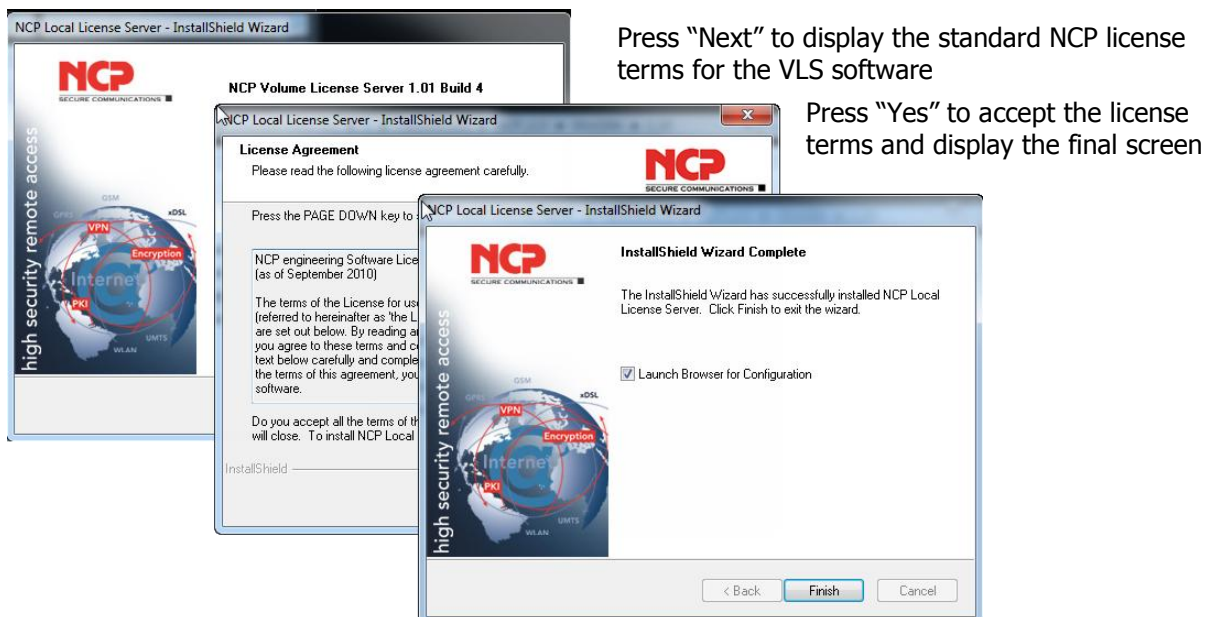 NCP Local License Server - InstallShield Wizard
NCP
SECURE COMMUNICATIONS
high security remote access
GSM
GPRS
xDSL
VPN
Encryption
Internet
PKI
UMTS
WLAN
NCP Volume License Server 1.01 Build 4
Press “Next” to display the standard NCP license
terms for the VLS software
Press “Yes” to accept the license
terms and display the final screen
NCP Local License Server - InstallShield Wizard
License Agreement
Please read the following license agreement carefully.
NCP
SECURE COMMUNICATIONS
Press the PAGE DOWN key to
NCP engineering Software Lice
(as of September 2010)
The terms of the License for use
(referred to hereinafter as 'the L
are set out below. By reading a
you agree to these terms and c
text below carefully and comple
the terms of this agreement, you
software.
Do you accept all the terms of th
will close. To install NCP Local
InstallShield
NCP Local License Server - InstallShield Wizard
NCP
SECURE COMMUNICATIONS
high security remote access
GSM
GPRS
xDSL
VPN
Encryption
Internet
PKI
UMTS
WLAN
InstallShield Wizard Complete
The InstallShield Wizard has successfully installed NCP Local
License Server. Click Finish to exit the wizard.
Launch Browser for Configuration
< Back
Finish
Cancel